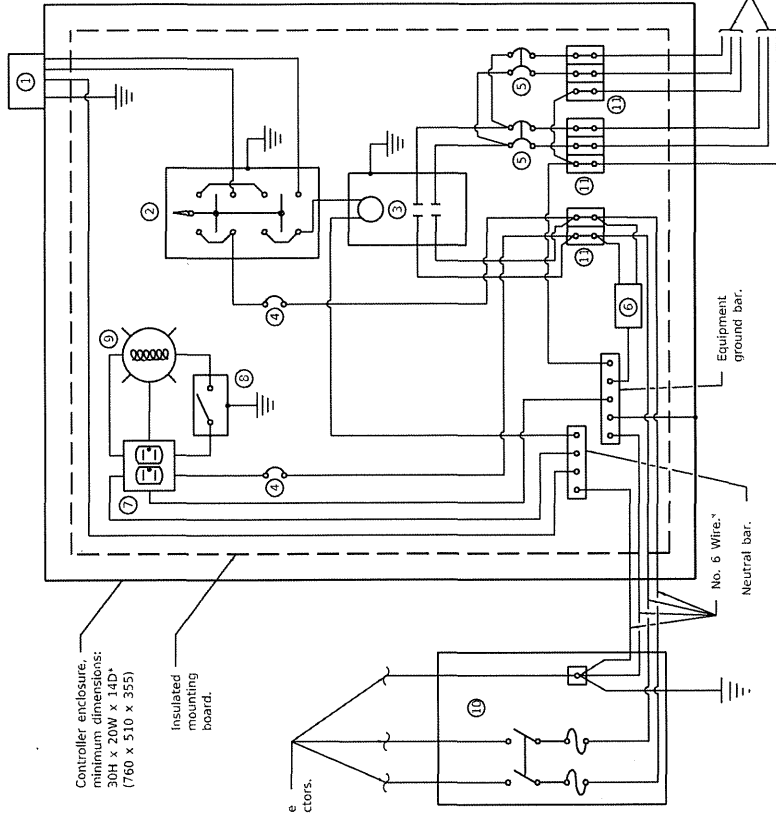 Controller enclosure,
minimum dimensions:
30H x 20W x 14D*
(760 x 510 x 355)
Insulated
mounting
board.
e
ctors.
1
2
3
4
4
5
5
6
7
8
9
10
11
11
11
No. 6 Wire.*
Neutral bar.
Equipment
ground bar.